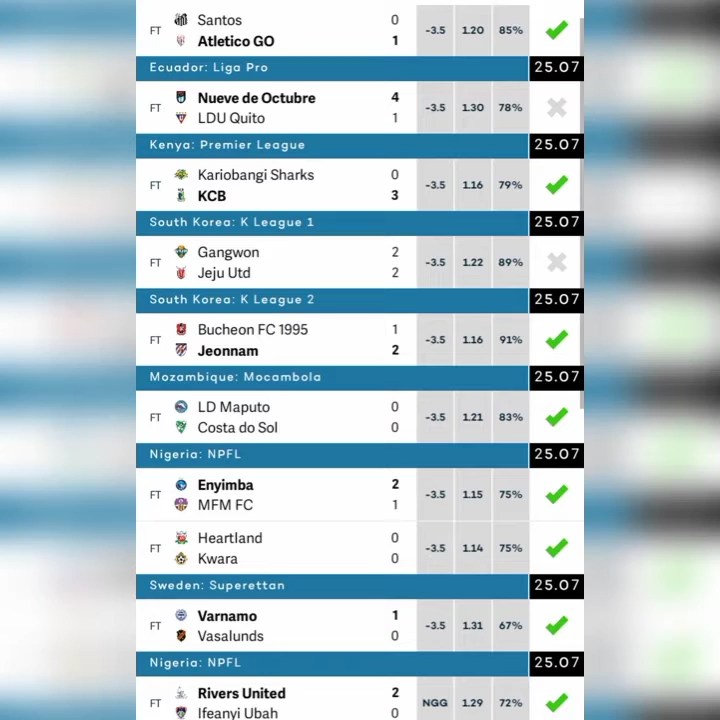 Santos 0
FT -3.5 1.20 85%
Atletico GO 1
Ecuador: Liga Pro 25.07
Nueve de Octubre 4
FT -3.5 1.30 78%
LDU Quito 1
Kenya: Premier League 25.07
Kariobangi Sharks 0
FT -3.5 1.16 79%
KCB 3
South Korea: K League 1 25.07
Gangwon 2
FT -3.5 1.22 89%
Jeju Utd 2
South Korea: K League 2 25.07
Bucheon FC 1995 1
FT -3.5 1.16 91%
Jeonnam 2
Mozambique: Mocambola 25.07
LD Maputo 0
FT -3.5 1.21 83%
Costa do Sol 0
Nigeria: NPFL 25.07
Enyimba 2
FT -3.5 1.15 75%
MFM FC 1
Heartland 0
FT -3.5 1.14 75%
Kwara 0
Sweden: Superettan 25.07
Varnamo 1
FT -3.5 1.31 67%
Vasalunds 0
Nigeria: NPFL 25.07
Rivers United 2
FT NGG 1.29 72%
Ifeanyi Ubah 0